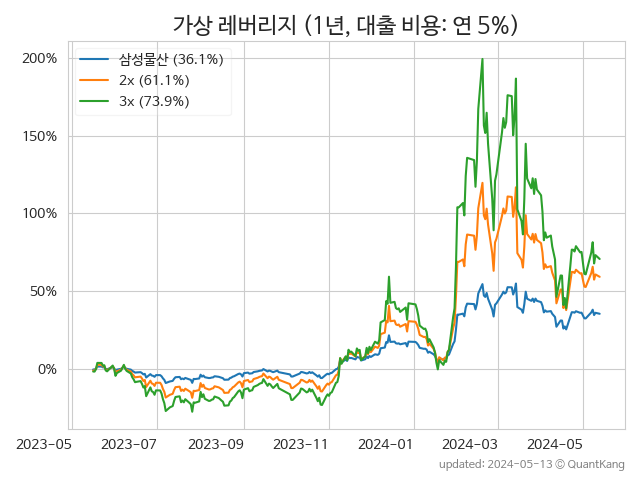 가상 레버리지 (1년, 대출 비용: 연 5%)
삼성물산 (36.1%)
2x (61.1%)
3x (73.9%)
200%
150%
100%
50%
0%
2023-05 2023-07 2023-09 2023-11 2024-01 2024-03 2024-05
updated: 2024-05-13 © QuantKang